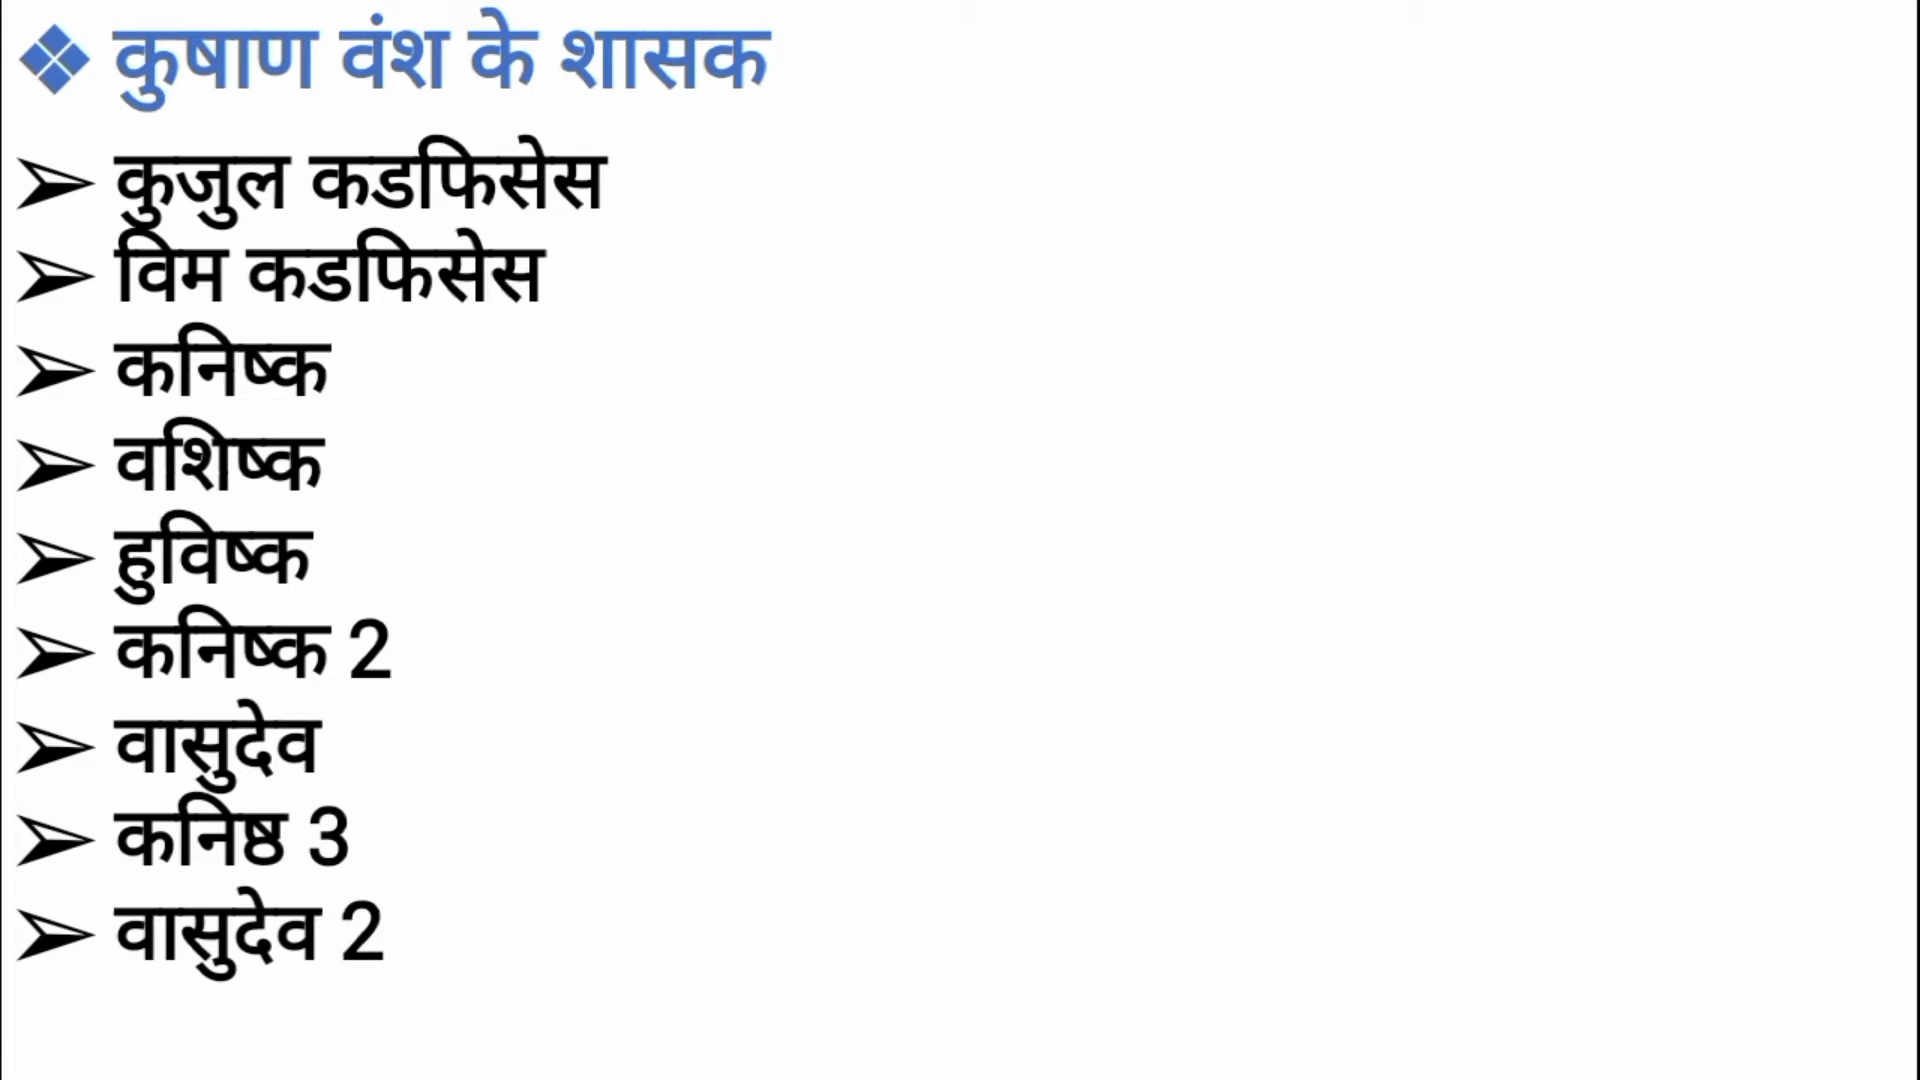 ❖ कुषाण वंश के शासक
➢ कुजुल कडफिसेस
➢ विम कडफिसेस
➢ कनिष्क
➢ वशिष्क
➢ हुविष्क
➢ कनिष्क 2
➢ वासुदेव
➢ कनिष्ठ 3
➢ वासुदेव 2